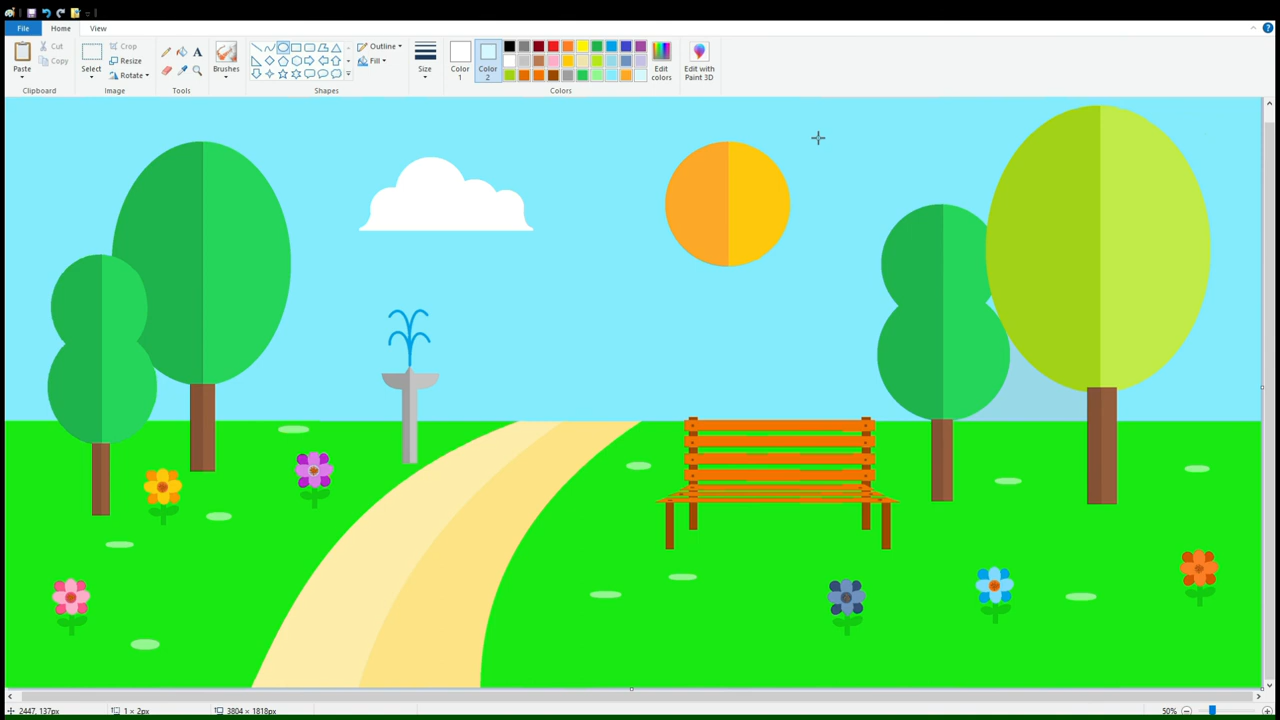 File Home View
Paste Cut Copy Clipboard
Select Crop Resize Rotate Image
Tools
Brushes
Outline Fill Shapes
Size
Color 1
Color 2
Edit colors
Colors
Edit with Paint 3D
2447, 137px 1 × 2px 3804 × 1818px 50%